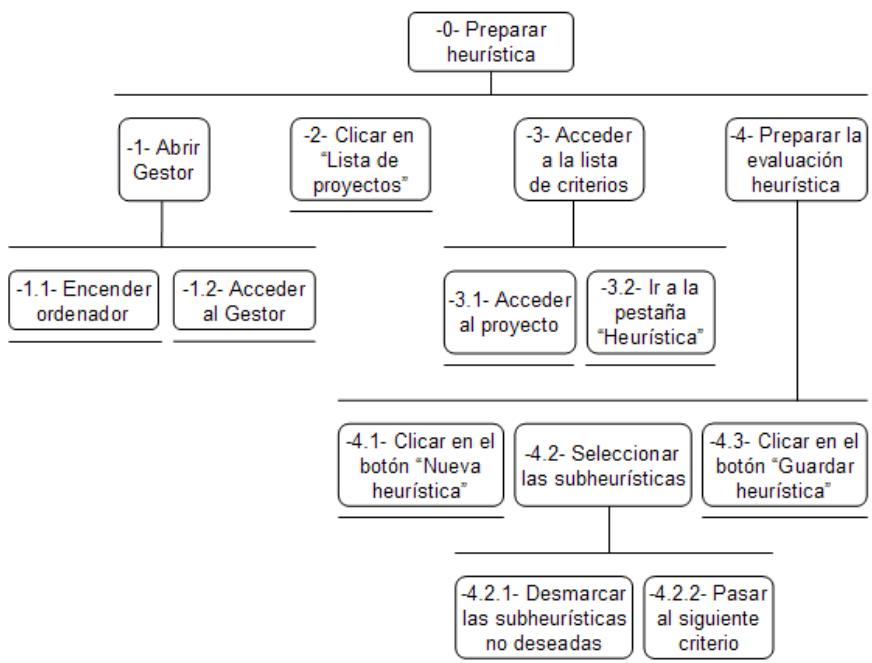 -0- Preparar
heurística
-1- Abrir
Gestor
-2- Clicar en
“Lista de
proyectos”
-3- Acceder
a la lista
de criterios
-4- Preparar la
evaluación
heurística
-1.1- Encender
ordenador
-1.2- Acceder
al Gestor
-3.1- Acceder
al proyecto
-3.2- Ir a la
pestaña
“Heurística”
-4.1- Clicar en el
botón “Nueva
heurística”
-4.2- Seleccionar
las subheurísticas
-4.3- Clicar en el
botón “Guardar
heurística”
-4.2.1- Desmarcar
las subheurísticas
no deseadas
-4.2.2- Pasar
al siguiente
criterio